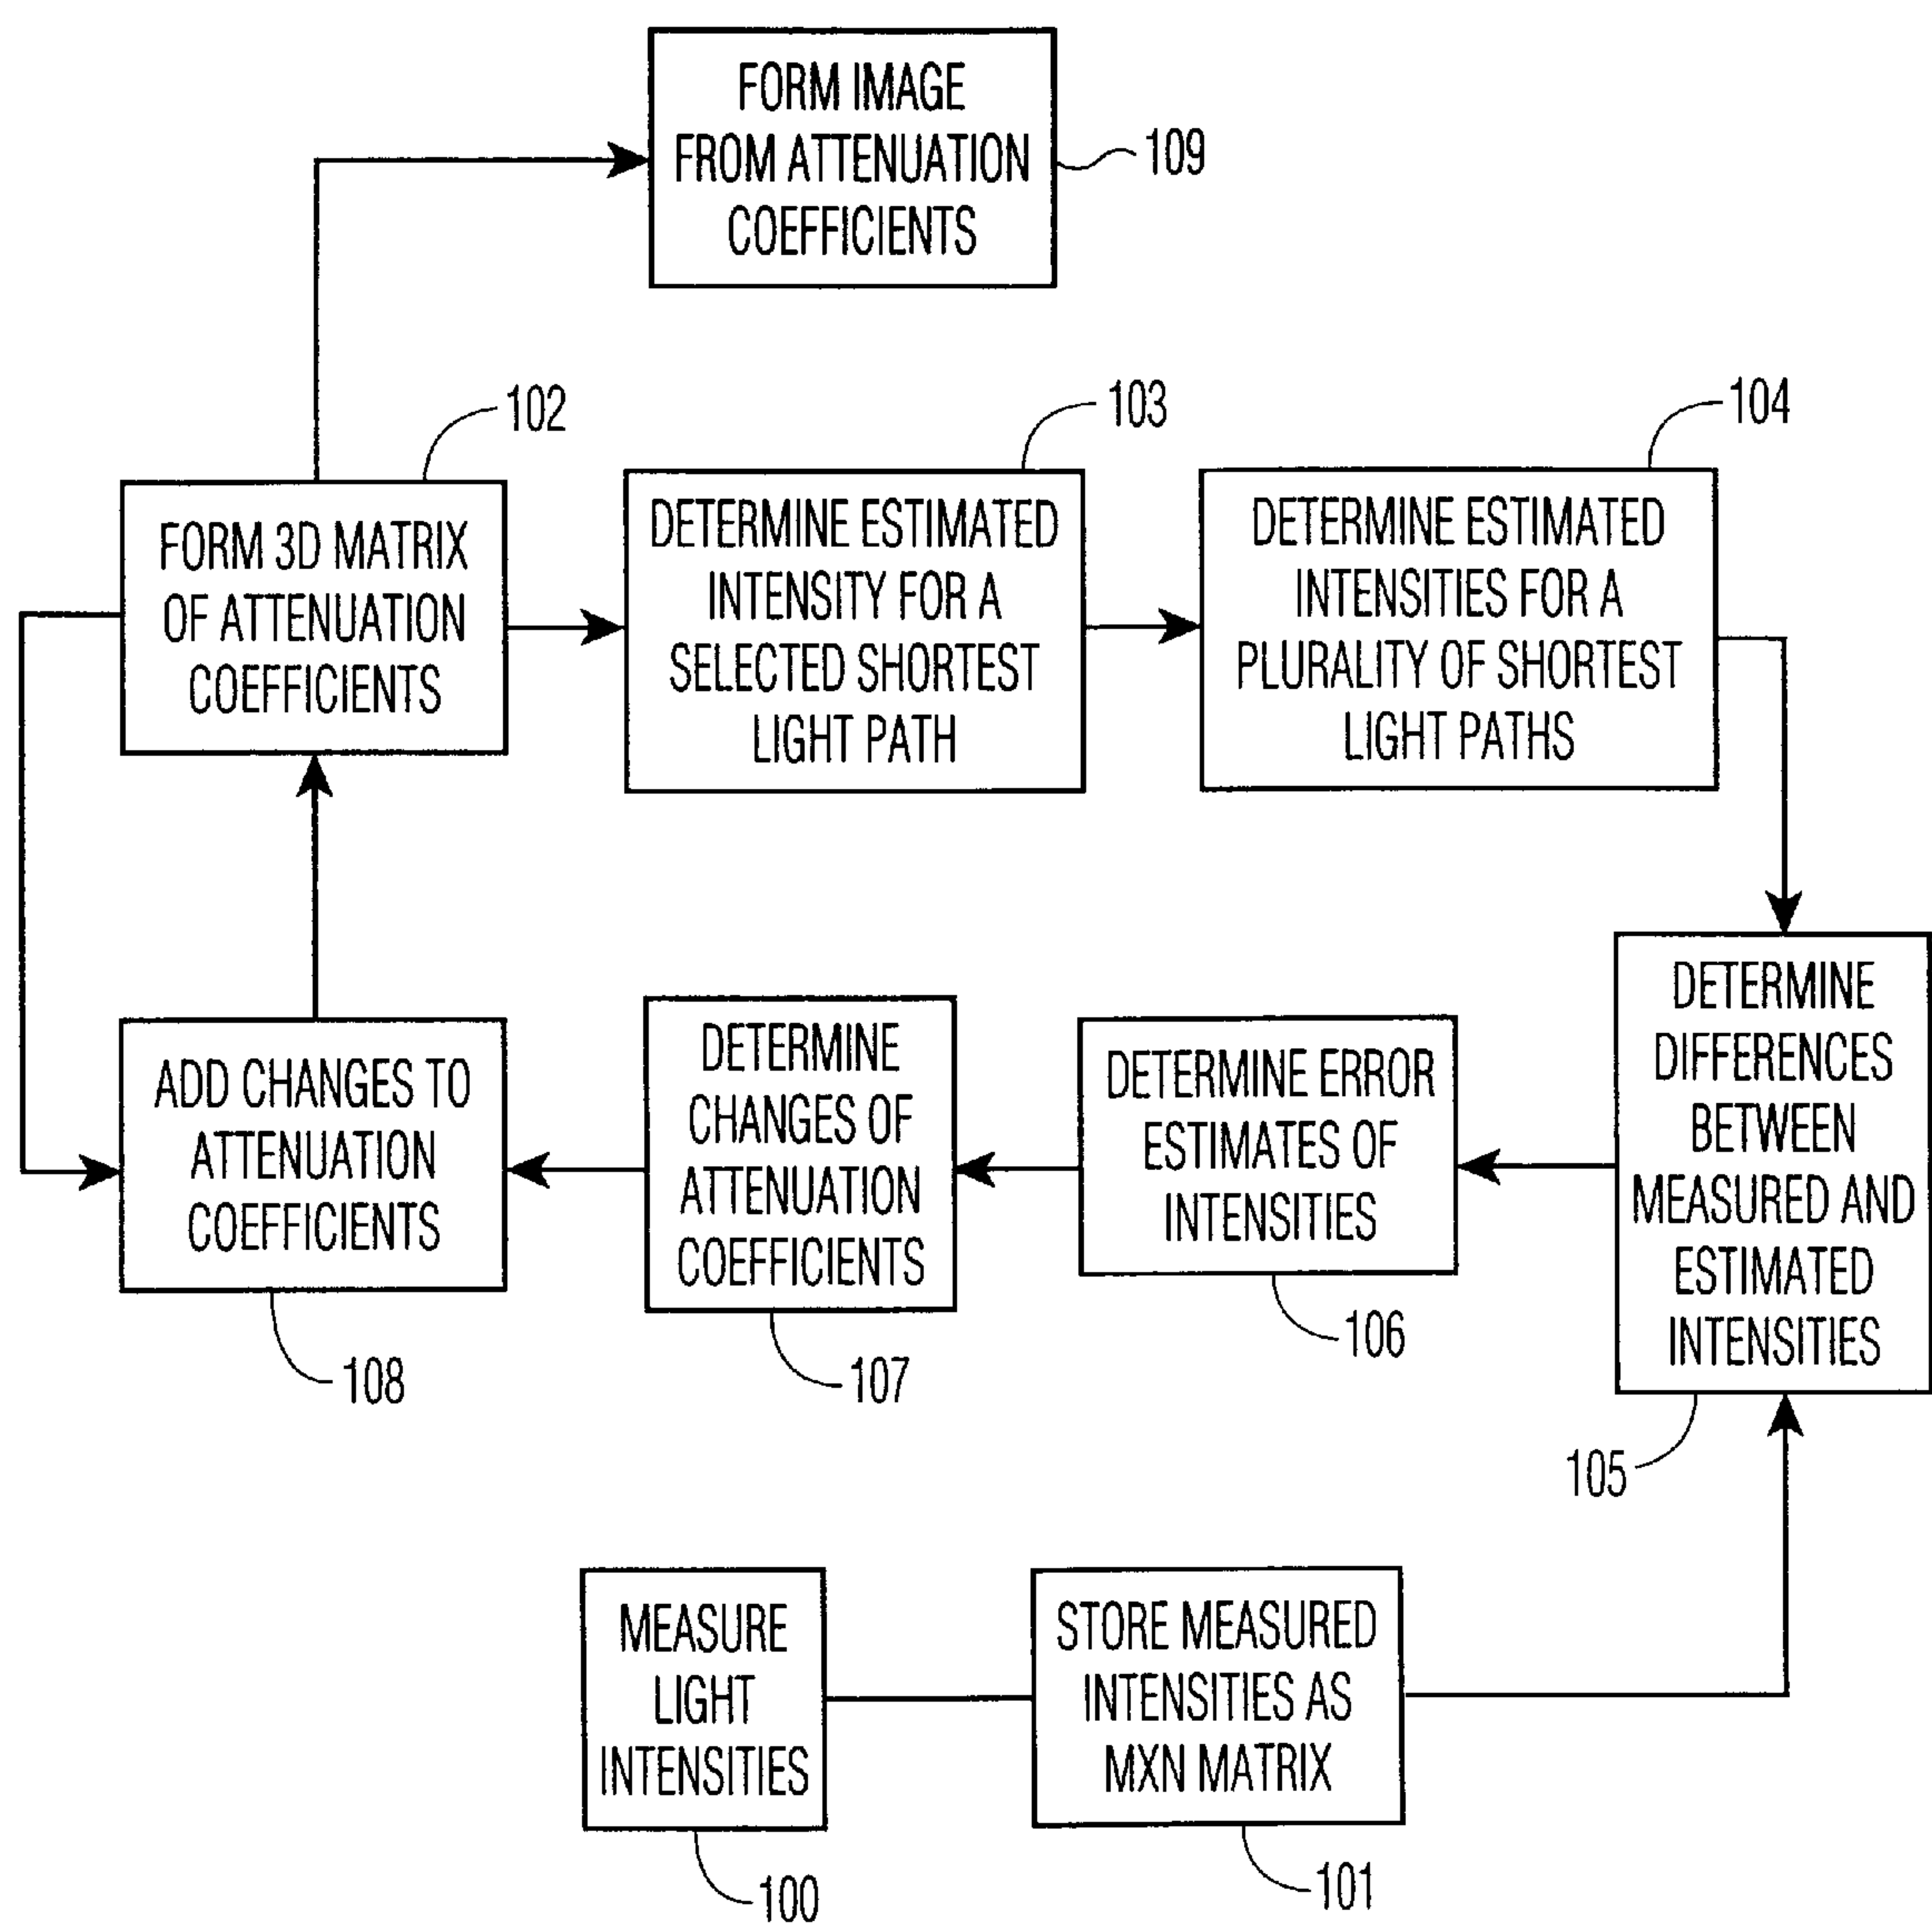 FORM IMAGE
FROM ATTENUATION
COEFFICIENTS
109
102
103
104
FORM 3D MATRIX
OF ATTENUATION
COEFFICIENTS
DETERMINE ESTIMATED
INTENSITY FOR A
SELECTED SHORTEST
LIGHT PATH
DETERMINE ESTIMATED
INTENSITIES FOR A
PLURALITY OF SHORTEST
LIGHT PATHS
ADD CHANGES TO
ATTENUATION
COEFFICIENTS
108
DETERMINE
CHANGES OF
ATTENUATION
COEFFICIENTS
107
DETERMINE ERROR
ESTIMATES OF
INTENSITIES
106
DETERMINE
DIFFERENCES
BETWEEN
MEASURED AND
ESTIMATED
INTENSITIES
105
MEASURE
LIGHT
INTENSITIES
100
STORE MEASURED
INTENSITIES AS
MXN MATRIX
101